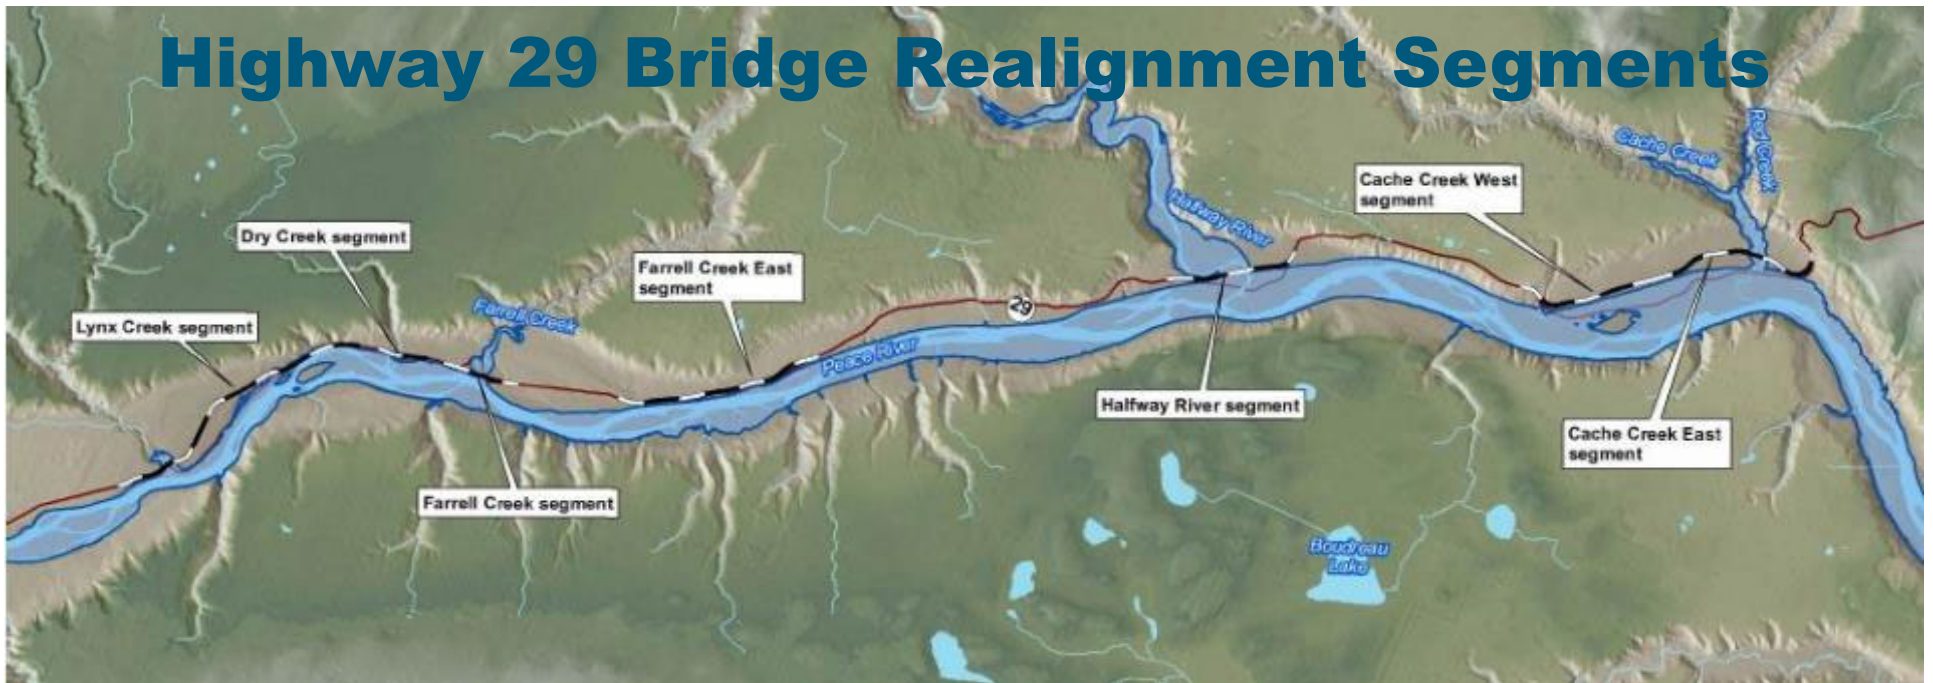 Highway 29 Bridge Realignment Segments
Cache Creek
Red Creek
Cache Creek West
segment
Halfway River
Dry Creek segment
Farrell Creek East
segment
Farrell Creek
29
Lynx Creek segment
Peace River
Halfway River segment
Cache Creek East
segment
Farrell Creek segment
Boudreau
Lake